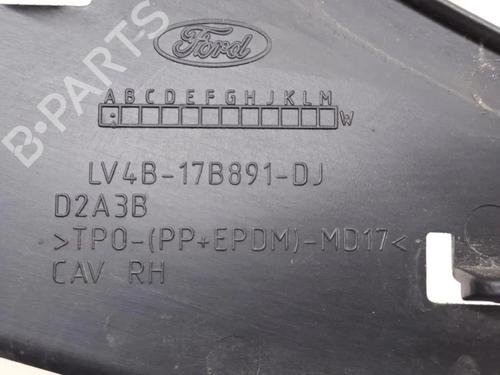 Ford
A B C D E F G H J K L M
W
LV4B-17B891-DJ
D2A3B
>TPO-(PP+EPDM)-MD17<
CAV RH
B-PARTS